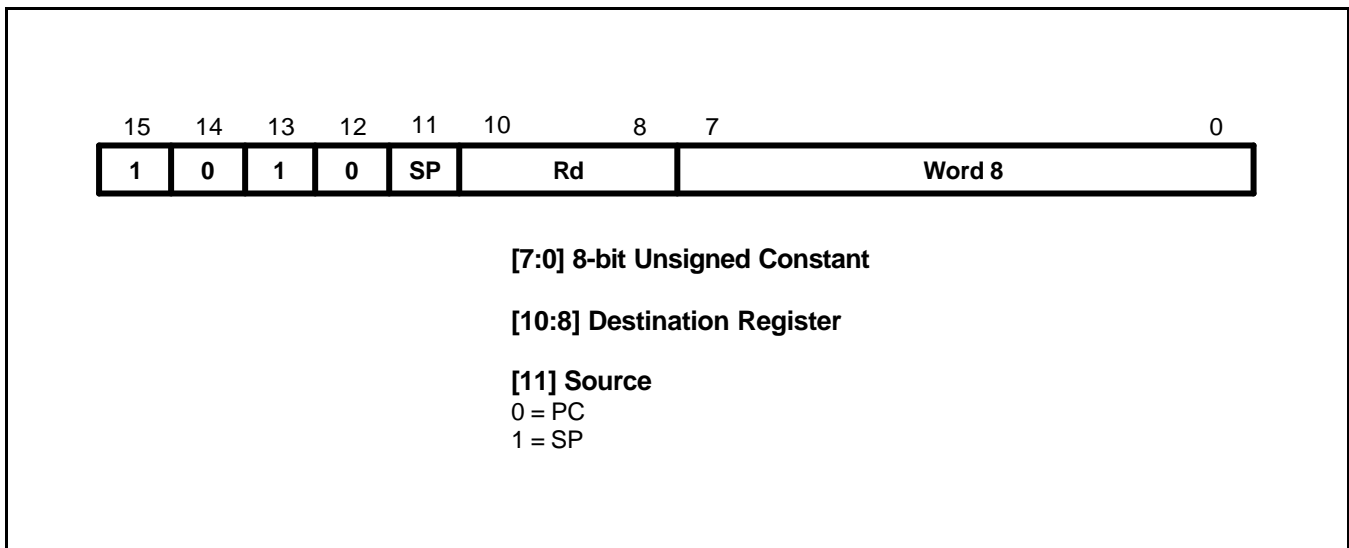 15 14 13 12 11 10 8 7 0
1 0 1 0 SP Rd Word 8
[7:0] 8-bit Unsigned Constant
[10:8] Destination Register
[11] Source
0 = PC
1 = SP